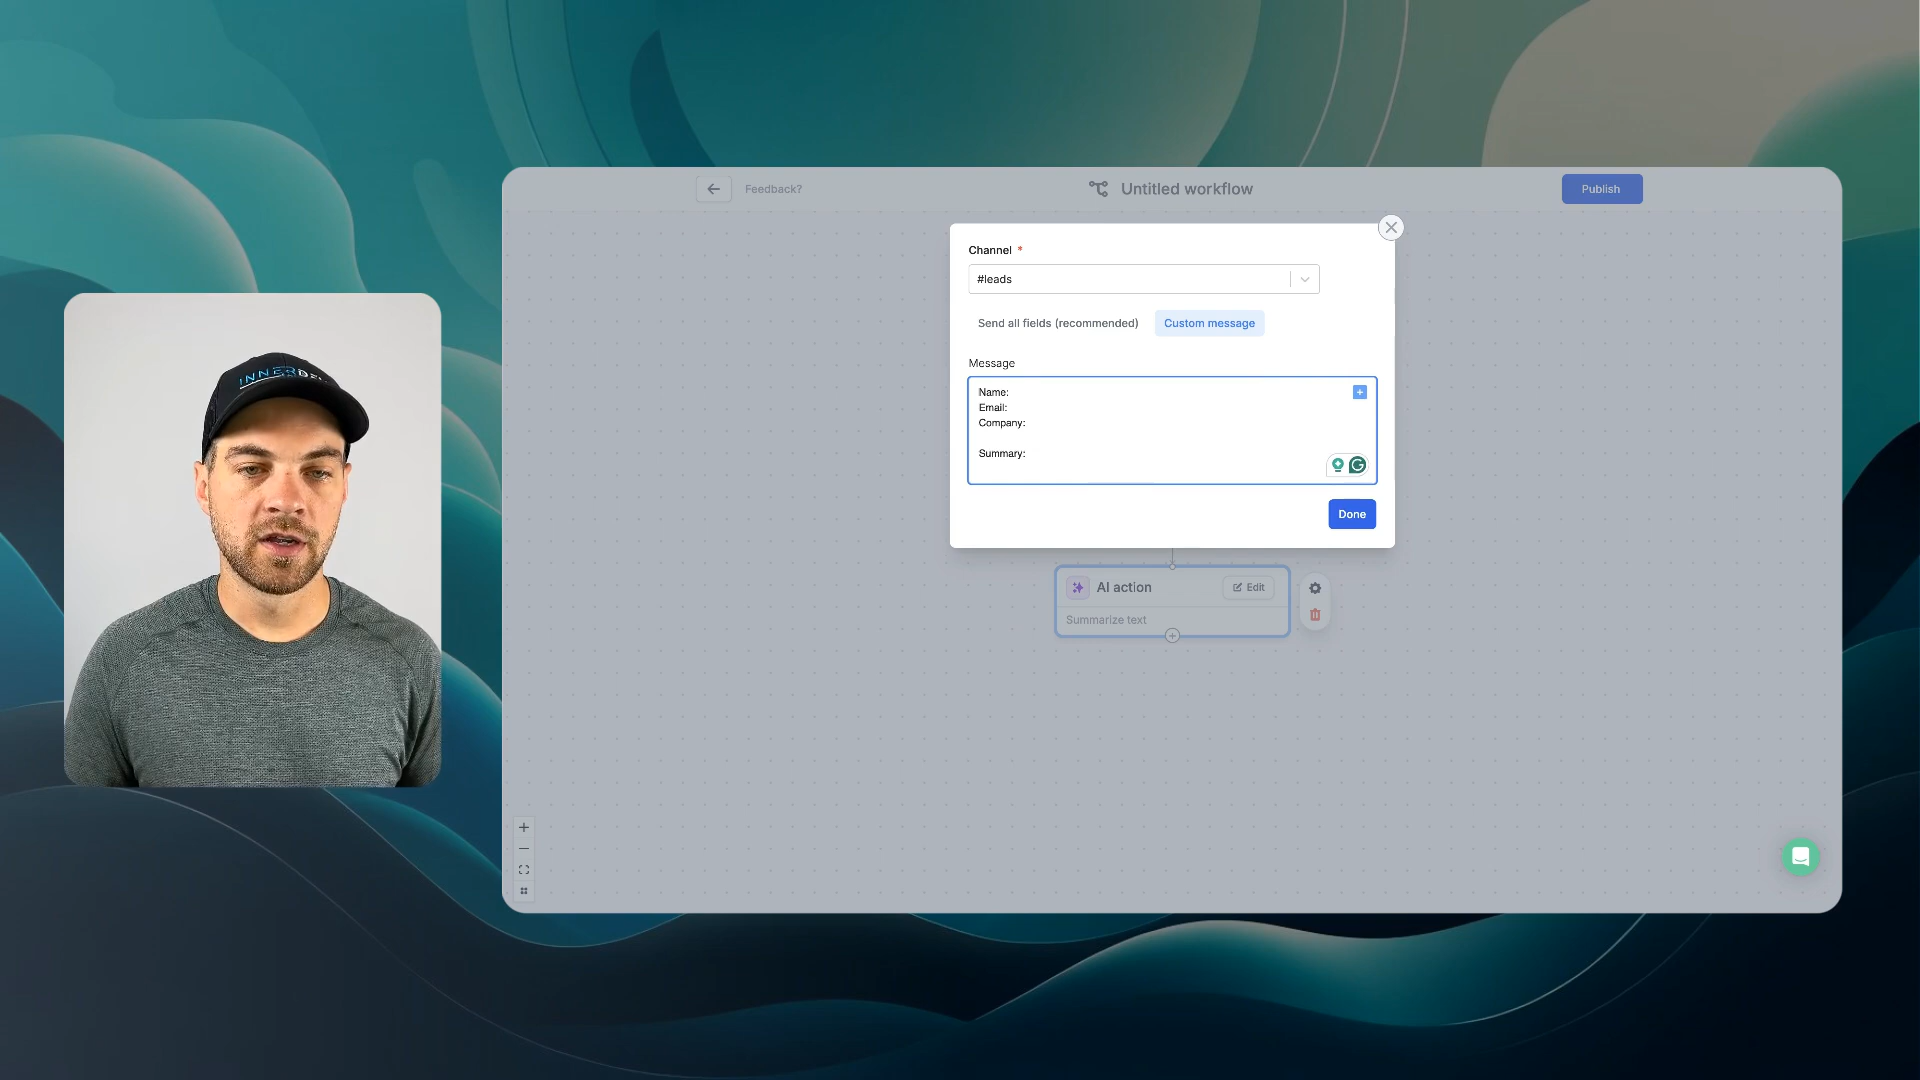 Feedback?
Untitled workflow
Publish
Channel *
#leads
Send all fields (recommended)
Custom message
Message
Name:
Email:
Company:
Summary:
Done
AI action
Edit
Summarize text